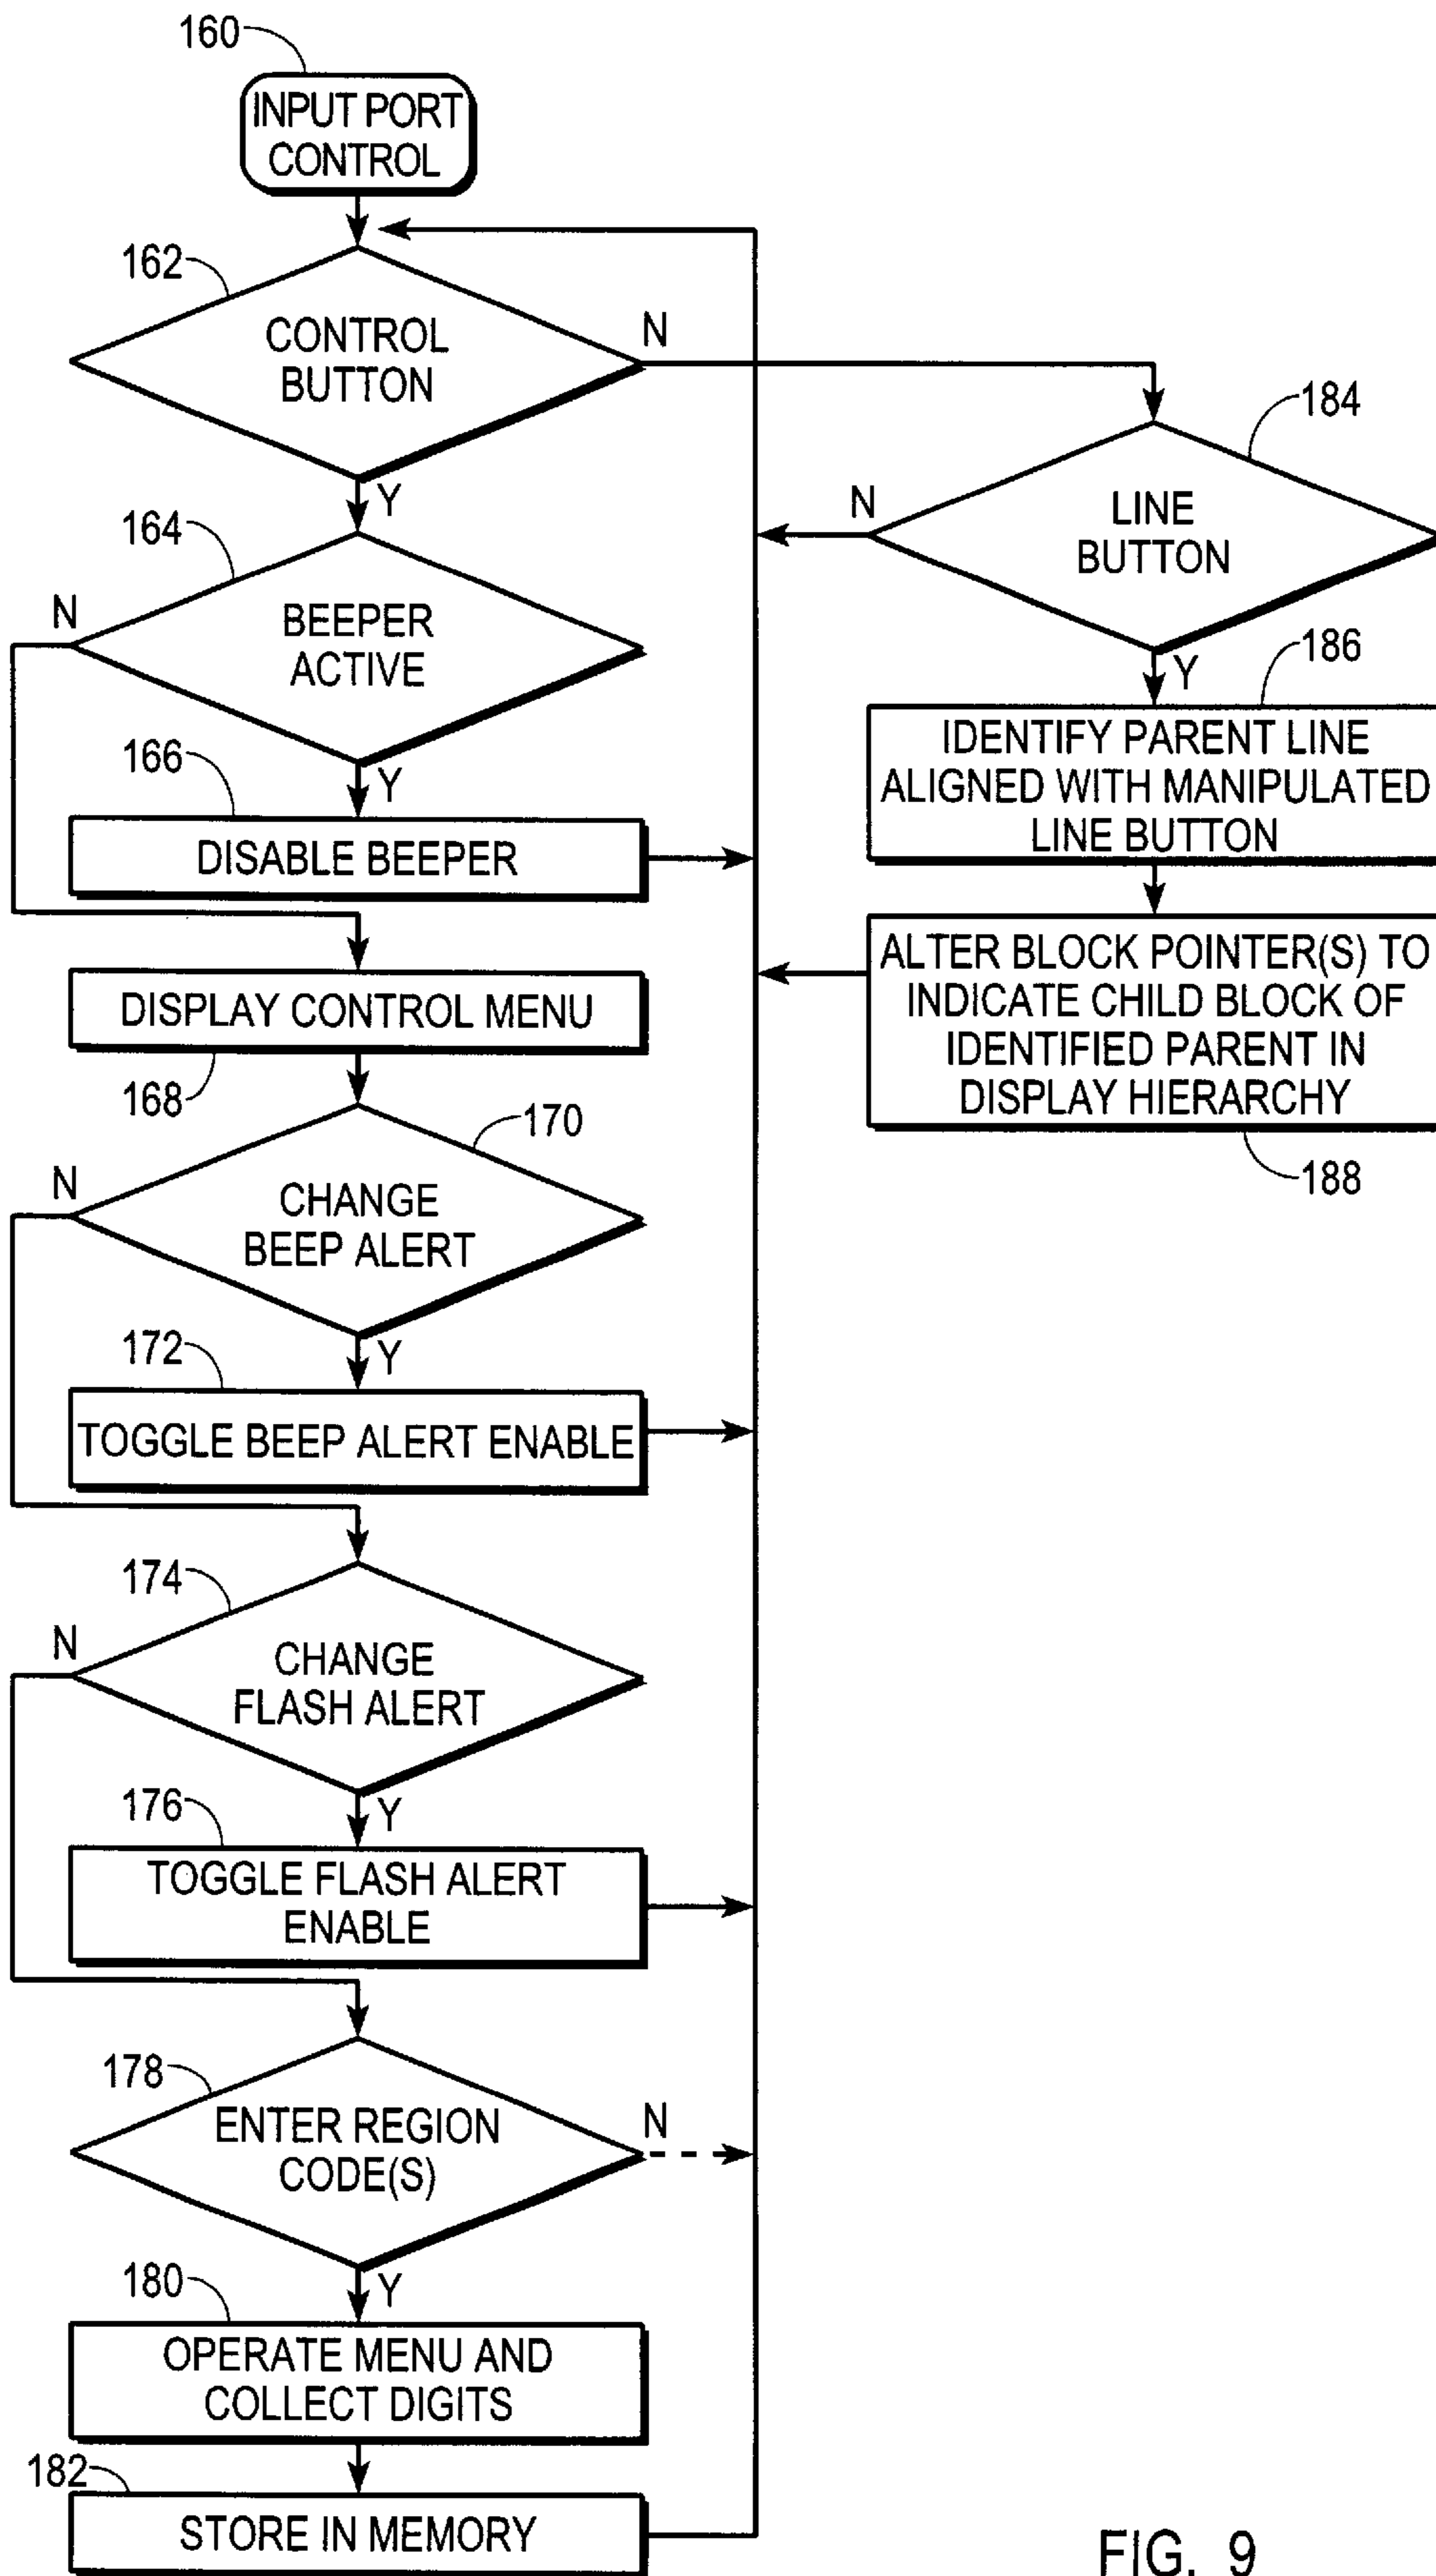 160
INPUT PORT
CONTROL
162
CONTROL
BUTTON
N
Y
184
LINE
BUTTON
N
Y
164
BEEPER
ACTIVE
N
Y
186
IDENTIFY PARENT LINE
ALIGNED WITH MANIPULATED
LINE BUTTON
166
DISABLE BEEPER
ALTER BLOCK POINTER(S) TO
INDICATE CHILD BLOCK OF
IDENTIFIED PARENT IN
DISPLAY HIERARCHY
188
DISPLAY CONTROL MENU
168
170
CHANGE
BEEP ALERT
N
Y
172
TOGGLE BEEP ALERT ENABLE
174
CHANGE
FLASH ALERT
N
Y
176
TOGGLE FLASH ALERT
ENABLE
178
ENTER REGION
CODE(S)
N
Y
180
OPERATE MENU AND
COLLECT DIGITS
182
STORE IN MEMORY
FIG. 9